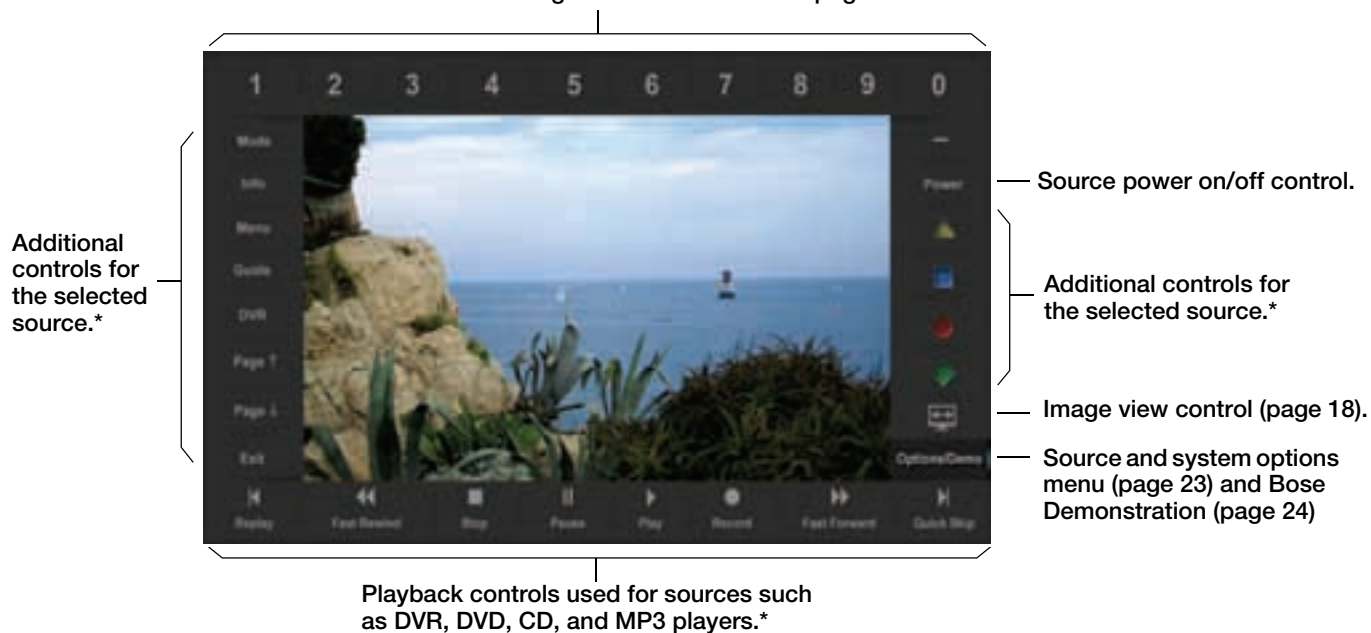 1 2 3 4 5 6 7 8 9 0
Mode
Info
Menu
Guide
DVR
Page ↑
Page ↓
Exit
–
Power
Options/Demo
Replay Fast Rewind Stop Pause Play Record Fast Forward Quick Skip
Additional
controls for
the selected
source.*
Source power on/off control.
Additional controls for
the selected source.*
Image view control (page 18).
Source and system options
menu (page 23) and Bose
Demonstration (page 24)
Playback controls used for sources such
as DVR, DVD, CD, and MP3 players.*